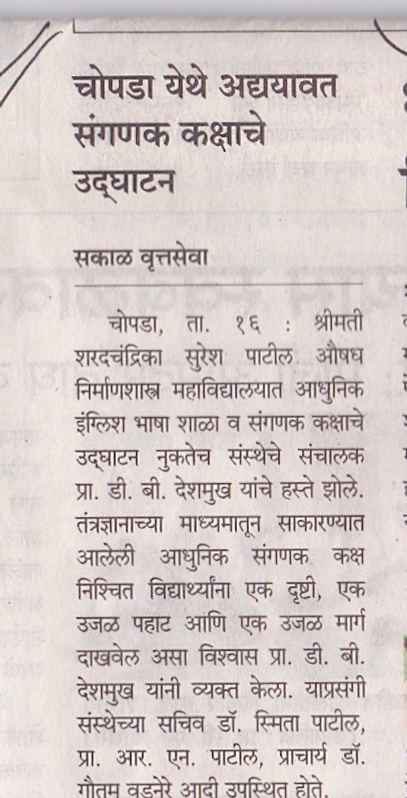 चोपडा येथे अद्ययावत
संगणक कक्षाचे
उद्‌घाटन
सकाळ वृत्तसेवा
चोपडा, ता. १६ : श्रीमती
शरदचंद्रिका सुरेश पाटील औषध
निर्माणशास्त्र महाविद्यालयात आधुनिक
इंग्लिश भाषा शाळा व संगणक कक्षाचे
उद्‌घाटन नुकतेच संस्थेचे संचालक
प्रा. डी. बी. देशमुख यांचे हस्ते झोले.
तंत्रज्ञानाच्या माध्यमातून साकारण्यात
आलेली आधुनिक संगणक कक्ष
निश्चित विद्यार्थ्यांना एक दृष्टी, एक
उजळ पहाट आणि एक उजळ मार्ग
दाखवेल असा विश्वास प्रा. डी. बी.
देशमुख यांनी व्यक्त केला. याप्रसंगी
संस्थेच्या सचिव डॉ. स्मिता पाटील,
प्रा. आर. एन. पाटील, प्राचार्य डॉ.
गौतम वडनेरे आदी उपस्थित होते.